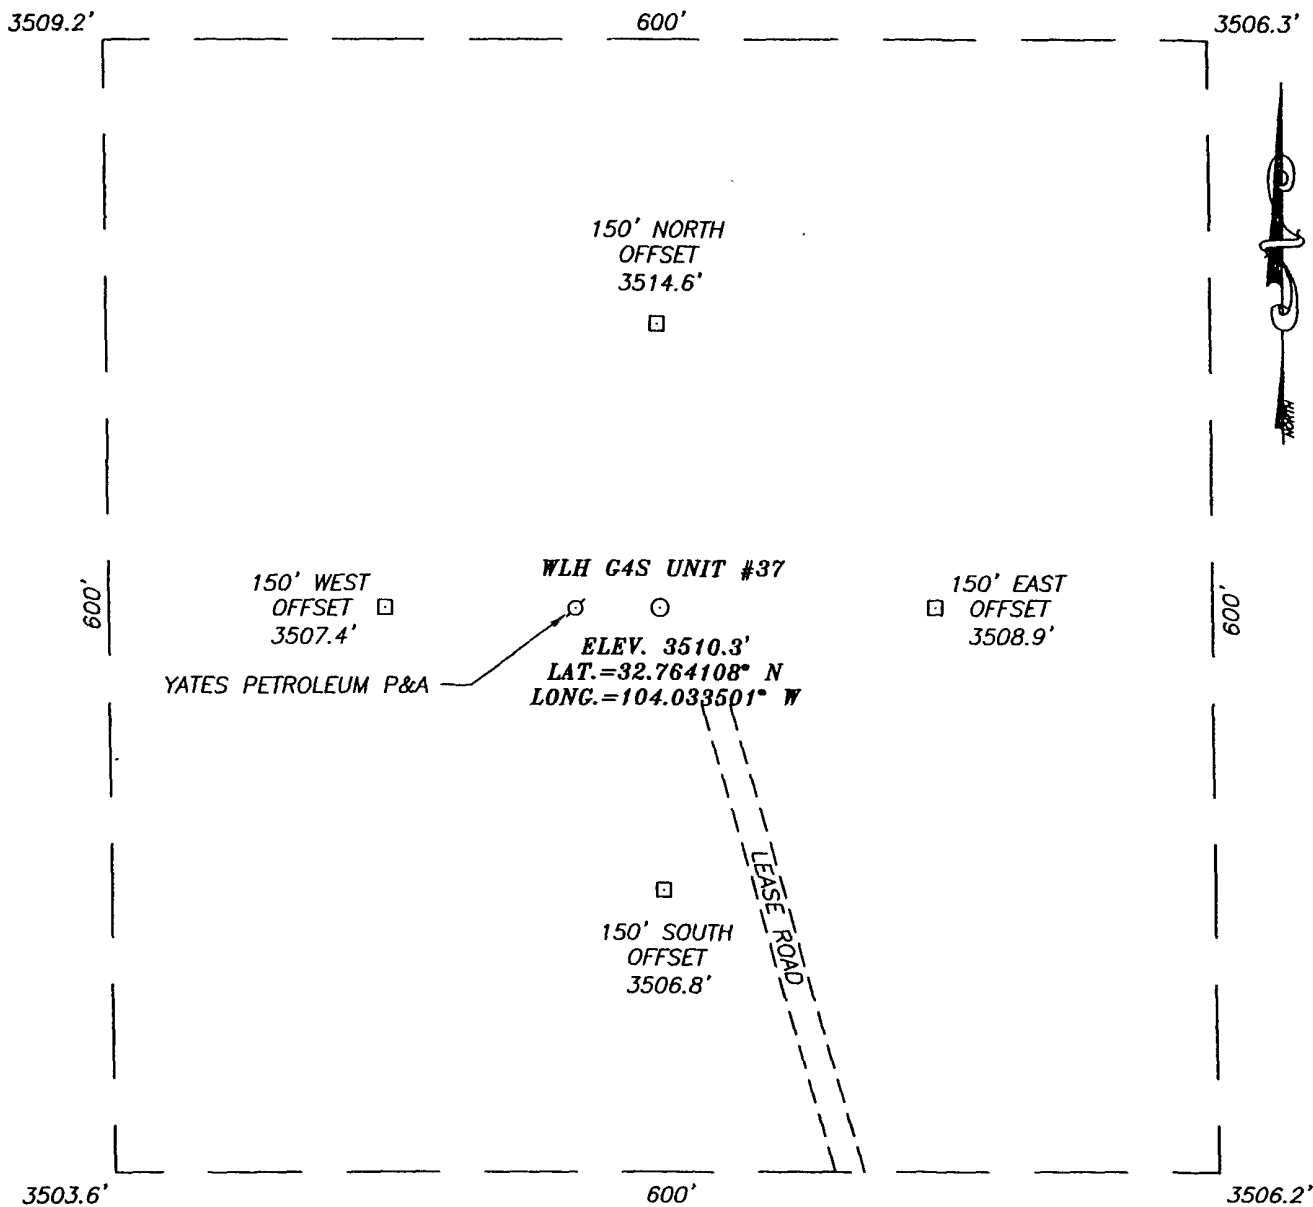 3509.2'
600'
3506.3'
150' NORTH
OFFSET
3514.6'
NORTH
WLH G4S UNIT #37
150' WEST
OFFSET
3507.4'
150' EAST
OFFSET
3508.9'
600'
600'
ELEV. 3510.3'
LAT.=32.764108° N
LONG.=104.033501° W
YATES PETROLEUM P&A
LEASE ROAD
150' SOUTH
OFFSET
3506.8'
3503.6'
600'
3506.2'